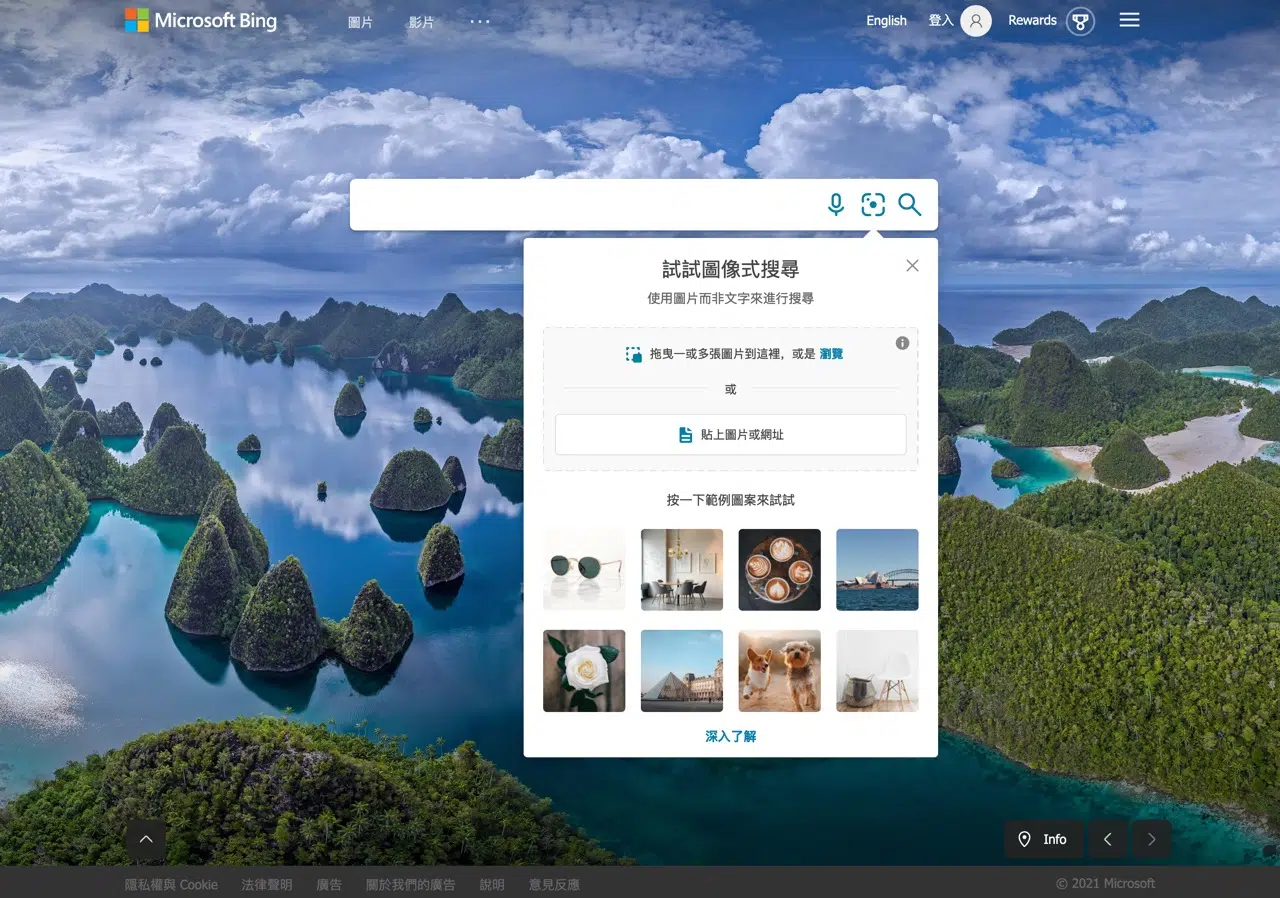 Microsoft Bing
圖片
影片
English
登入
Rewards
試試圖像式搜尋
使用圖片而非文字來進行搜尋
拖曳一或多張圖片到這裡，或是 瀏覽
或
貼上圖片或網址
按一下範例圖案來試試
深入了解
Info
隱私權與 Cookie
法律聲明
廣告
關於我們的廣告
說明
意見反應
© 2021 Microsoft